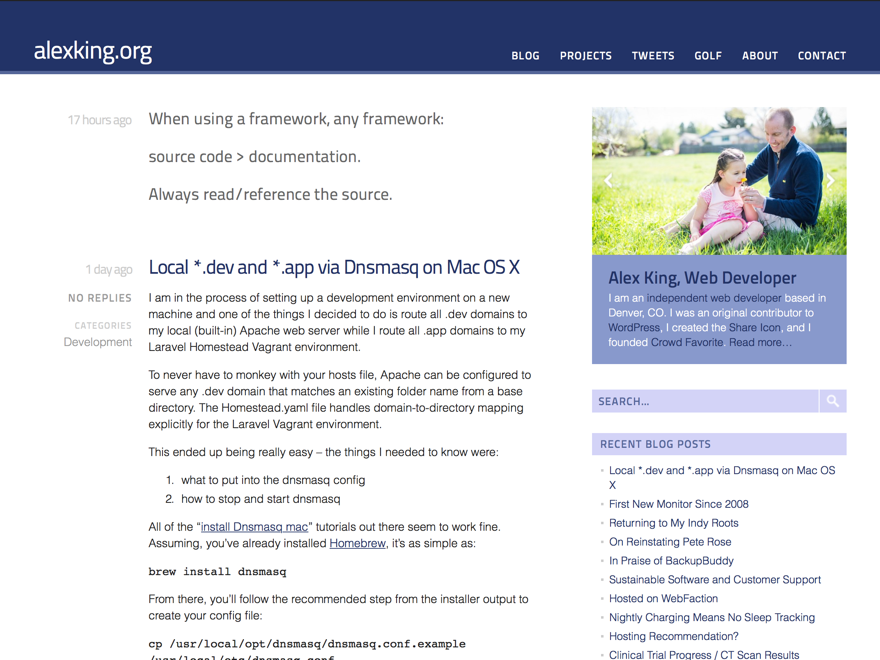 alexking.org
BLOG PROJECTS TWEETS GOLF ABOUT CONTACT
17 hours ago
When using a framework, any framework:
source code > documentation.
Always read/reference the source.
1 day ago
NO REPLIES
CATEGORIES
Development
Local *.dev and *.app via Dnsmasq on Mac OS X
I am in the process of setting up a development environment on a new
machine and one of the things I decided to do is route all .dev domains to
my local (built-in) Apache web server while I route all .app domains to my
Laravel Homestead Vagrant environment.
To never have to monkey with your hosts file, Apache can be configured to
serve any .dev domain that matches an existing folder name from a base
directory. The Homestead.yaml file handles domain-to-directory mapping
explicitly for the Laravel Vagrant environment.
This ended up being really easy – the things I needed to know were:
1. what to put into the dnsmasq config
2. how to stop and start dnsmasq
All of the “install Dnsmasq mac” tutorials out there seem to work fine.
Assuming, you’ve already installed Homebrew, it’s as simple as:
brew install dnsmasq
From there, you’ll follow the recommended step from the installer output to
create your config file:
cp /usr/local/opt/dnsmasq/dnsmasq.conf.example
/usr/local/etc/dnsmasq.conf
Alex King, Web Developer
I am an independent web developer based in
Denver, CO. I was an original contributor to
WordPress, I created the Share Icon, and I
founded Crowd Favorite. Read more…
SEARCH…
RECENT BLOG POSTS
Local *.dev and *.app via Dnsmasq on Mac OS
X
First New Monitor Since 2008
Returning to My Indy Roots
On Reinstating Pete Rose
In Praise of BackupBuddy
Sustainable Software and Customer Support
Hosted on WebFaction
Nightly Charging Means No Sleep Tracking
Hosting Recommendation?
Clinical Trial Progress / CT Scan Results